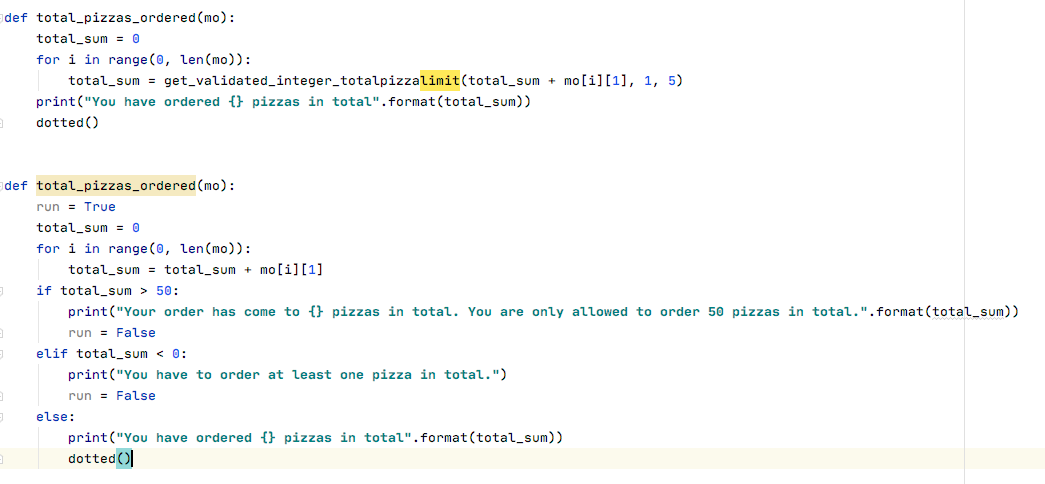 def total_pizzas_ordered(mo):
    total_sum = 0
    for i in range(0, len(mo)):
        total_sum = get_validated_integer_totalpizzalimit(total_sum + mo[i][1], 1, 5)
    print("You have ordered {} pizzas in total".format(total_sum))
    dotted()
def total_pizzas_ordered(mo):
    run = True
    total_sum = 0
    for i in range(0, len(mo)):
        total_sum = total_sum + mo[i][1]
    if total_sum > 50:
        print("Your order has come to {} pizzas in total. You are only allowed to order 50 pizzas in total.".format(total_sum))
        run = False
    elif total_sum < 0:
        print("You have to order at least one pizza in total.")
        run = False
    else:
        print("You have ordered {} pizzas in total".format(total_sum))
        dotted()